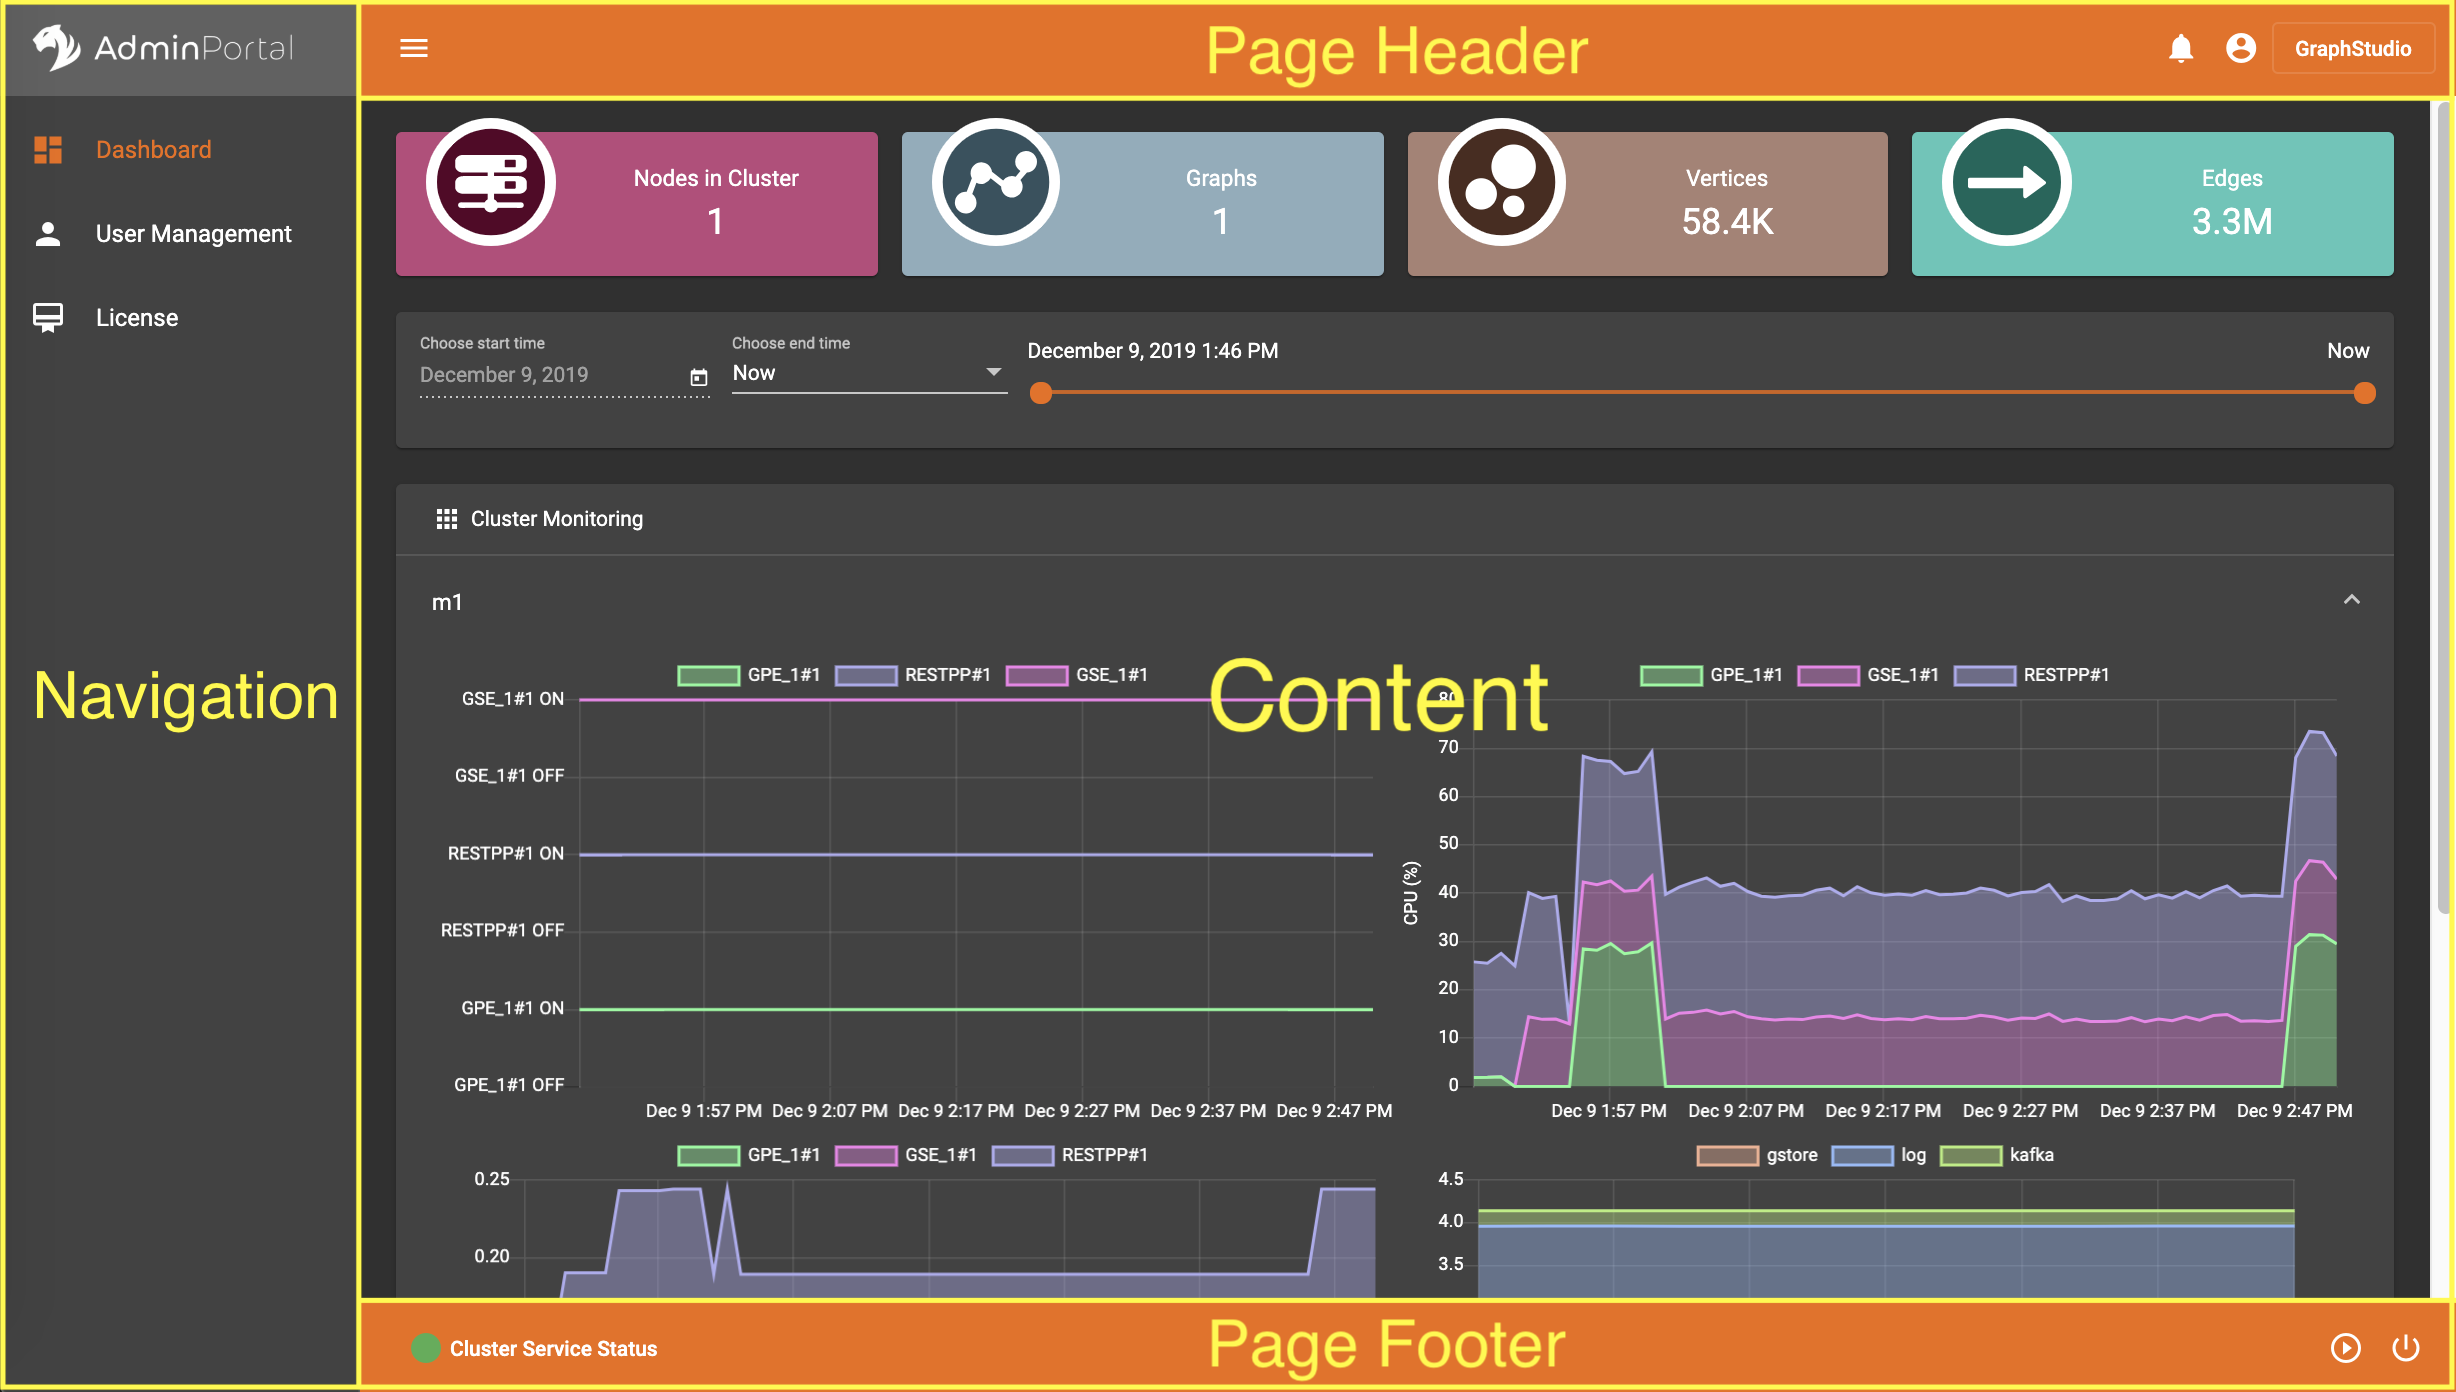 AdminPortal
Page Header
GraphStudio
Dashboard
User Management
License
Navigation
Nodes in Cluster
1
Graphs
1
Vertices
58.4K
Edges
3.3M
Choose start time
December 9, 2019
Choose end time
Now
December 9, 2019 1:46 PM
Now
Cluster Monitoring
m1
Content
GPE_1#1 RESTPP#1 GSE_1#1
GSE_1#1 ON
GSE_1#1 OFF
RESTPP#1 ON
RESTPP#1 OFF
GPE_1#1 ON
GPE_1#1 OFF
Dec 9 1:57 PM Dec 9 2:07 PM Dec 9 2:17 PM Dec 9 2:27 PM Dec 9 2:37 PM Dec 9 2:47 PM
GPE_1#1 GSE_1#1 RESTPP#1
CPU (%)
80
70
60
50
40
30
20
10
0
Dec 9 1:57 PM Dec 9 2:07 PM Dec 9 2:17 PM Dec 9 2:27 PM Dec 9 2:37 PM Dec 9 2:47 PM
GPE_1#1 GSE_1#1 RESTPP#1
0.25
0.20
gstore log kafka
4.5
4.0
3.5
Cluster Service Status
Page Footer